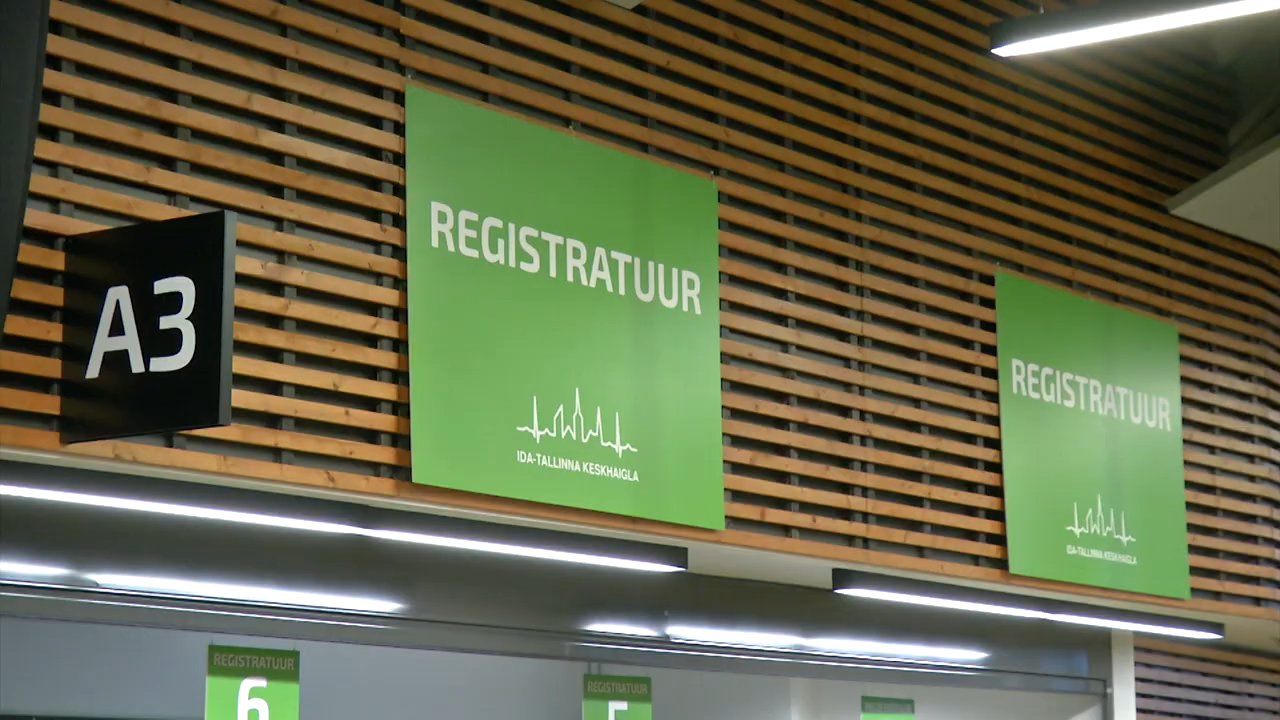 A3
REGISTRATUUR
IDA-TALLINNA KESKHAIGLA
REGISTRATUUR
IDA-TALLINNA KESKHAIGLA
REGISTRATUUR
6
REGISTRATUUR